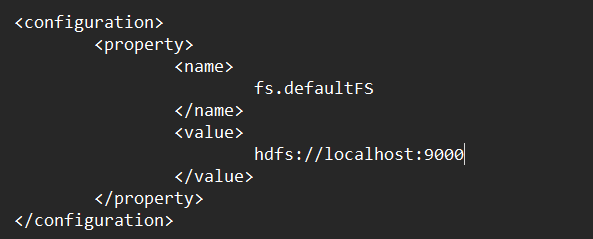 <configuration>
<property>
<name>
fs.defaultFS
</name>
<value>
hdfs://localhost:9000
</value>
</property>
</configuration>